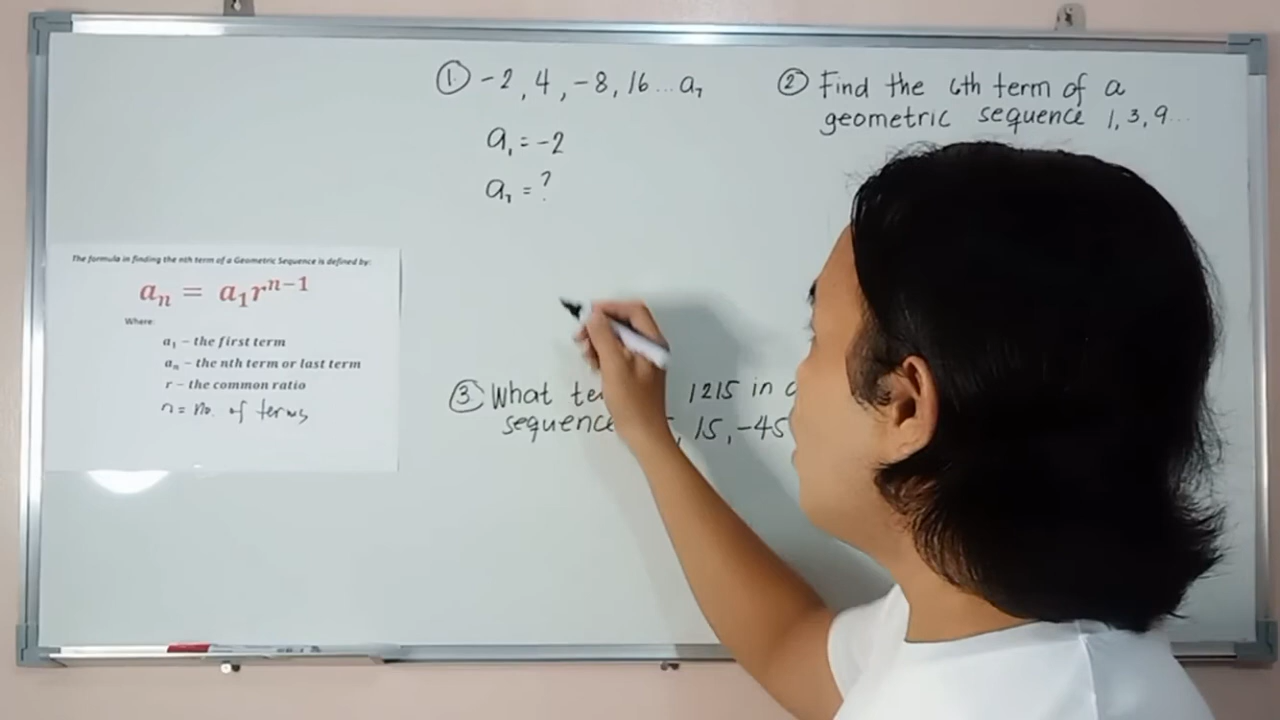 ① -2, 4, -8, 16 ... a₇
a₁ = -2
a₇ = ?
② Find the 6th term of a
geometric sequence 1, 3, 9...
The formula in finding the nth term of a Geometric Sequence is defined by:
aₙ = a₁rⁿ⁻¹
Where:
a₁ – the first term
aₙ – the nth term or last term
r – the common ratio
n = no. of terms
③ What 1215 in
sequence , 15, -45